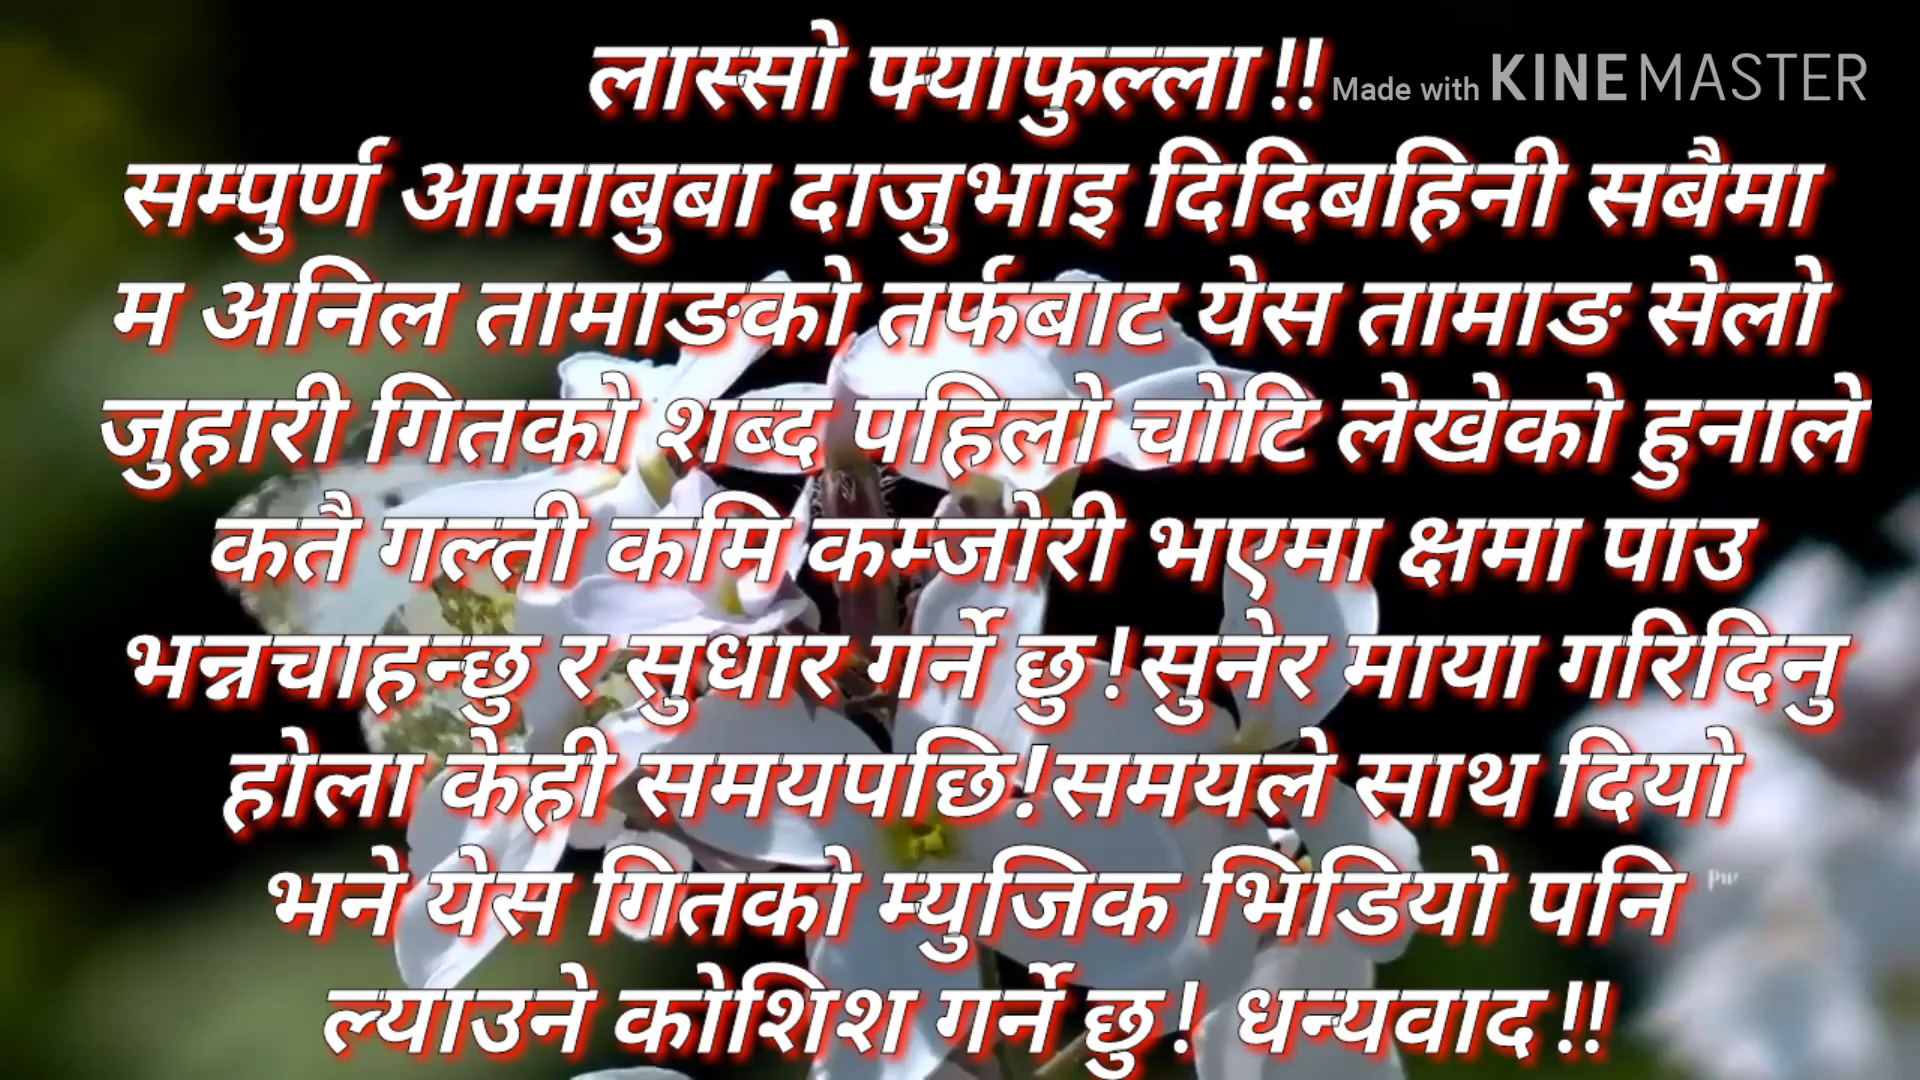 लास्सो फ्याफुल्ला!!
Made with KINEMASTER
सम्पुर्ण आमाबुबा दाजुभाइ दिदिबहिनी सबैमा
म अनिल तामाङको तर्फबाट येस तामाङ सेलो
जुहारी गितको शब्द पहिलो चोटि लेखेको हुनाले
कतै गल्ती कमि कम्जोरी भएमा क्षमा पाउ
भन्नचाहन्छु र सुधार गर्ने छु!सुनेर माया गरिदिनु
होला केही समयपछि!समयले साथ दियो
भने येस गितको म्युजिक भिडियो पनि
ल्याउने कोशिश गर्ने छु! धन्यवाद!!